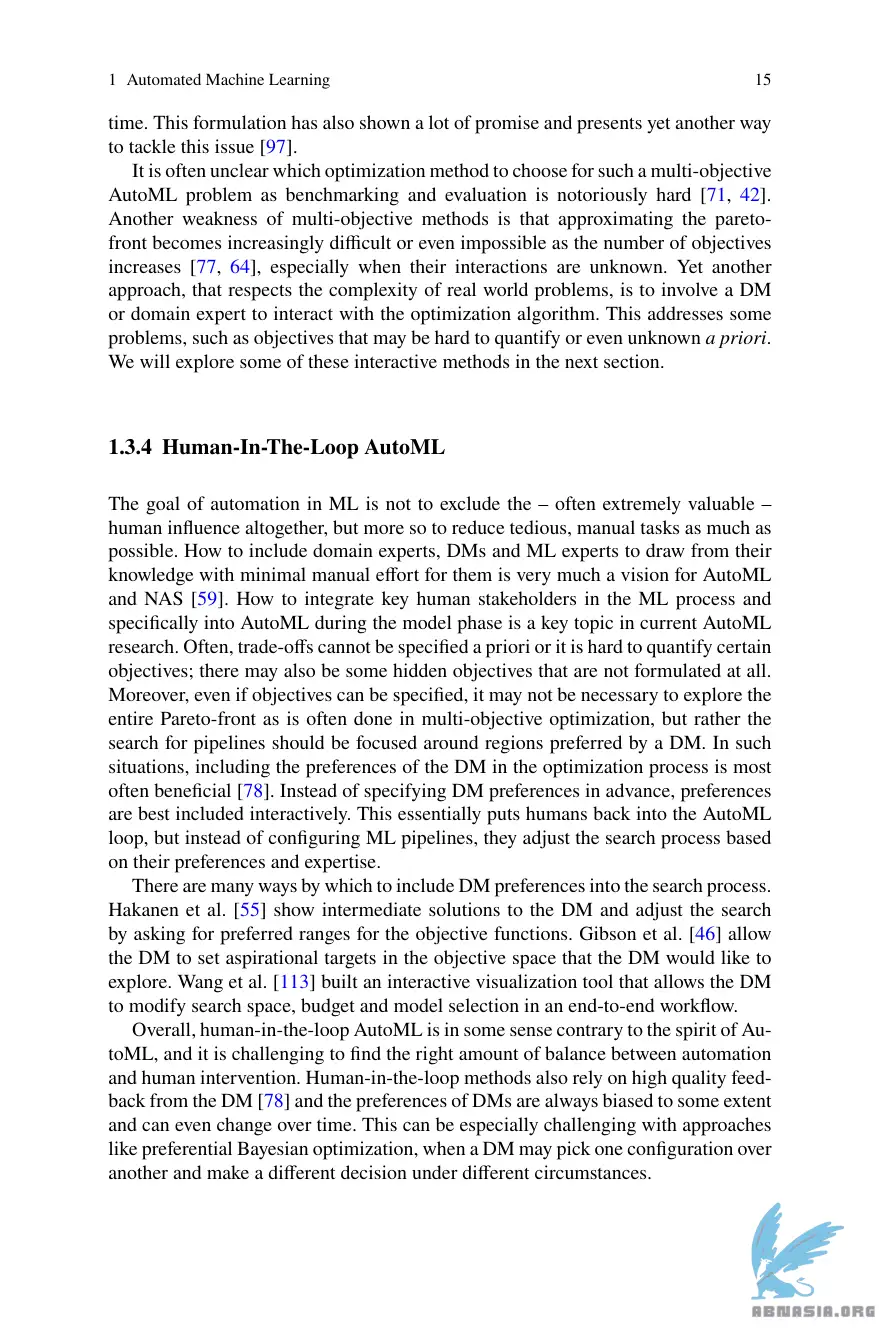 1 Automated Machine Learning 15
time. This formulation has also shown a lot of promise and presents yet another way
to tackle this issue [97].
It is often unclear which optimization method to choose for such a multi-objective
AutoML problem as benchmarking and evaluation is notoriously hard [71, 42].
Another weakness of multi-objective methods is that approximating the pareto-
front becomes increasingly difficult or even impossible as the number of objectives
increases [77, 64], especially when their interactions are unknown. Yet another
approach, that respects the complexity of real world problems, is to involve a DM
or domain expert to interact with the optimization algorithm. This addresses some
problems, such as objectives that may be hard to quantify or even unknown a priori.
We will explore some of these interactive methods in the next section.
1.3.4 Human-In-The-Loop AutoML
The goal of automation in ML is not to exclude the – often extremely valuable –
human influence altogether, but more so to reduce tedious, manual tasks as much as
possible. How to include domain experts, DMs and ML experts to draw from their
knowledge with minimal manual effort for them is very much a vision for AutoML
and NAS [59]. How to integrate key human stakeholders in the ML process and
specifically into AutoML during the model phase is a key topic in current AutoML
research. Often, trade-offs cannot be specified a priori or it is hard to quantify certain
objectives; there may also be some hidden objectives that are not formulated at all.
Moreover, even if objectives can be specified, it may not be necessary to explore the
entire Pareto-front as is often done in multi-objective optimization, but rather the
search for pipelines should be focused around regions preferred by a DM. In such
situations, including the preferences of the DM in the optimization process is most
often beneficial [78]. Instead of specifying DM preferences in advance, preferences
are best included interactively. This essentially puts humans back into the AutoML
loop, but instead of configuring ML pipelines, they adjust the search process based
on their preferences and expertise.
There are many ways by which to include DM preferences into the search process.
Hakanen et al. [55] show intermediate solutions to the DM and adjust the search
by asking for preferred ranges for the objective functions. Gibson et al. [46] allow
the DM to set aspirational targets in the objective space that the DM would like to
explore. Wang et al. [113] built an interactive visualization tool that allows the DM
to modify search space, budget and model selection in an end-to-end workflow.
Overall, human-in-the-loop AutoML is in some sense contrary to the spirit of Au-
toML, and it is challenging to find the right amount of balance between automation
and human intervention. Human-in-the-loop methods also rely on high quality feed-
back from the DM [78] and the preferences of DMs are always biased to some extent
and can even change over time. This can be especially challenging with approaches
like preferential Bayesian optimization, when a DM may pick one configuration over
another and make a different decision under different circumstances.
ABNASIA.ORG